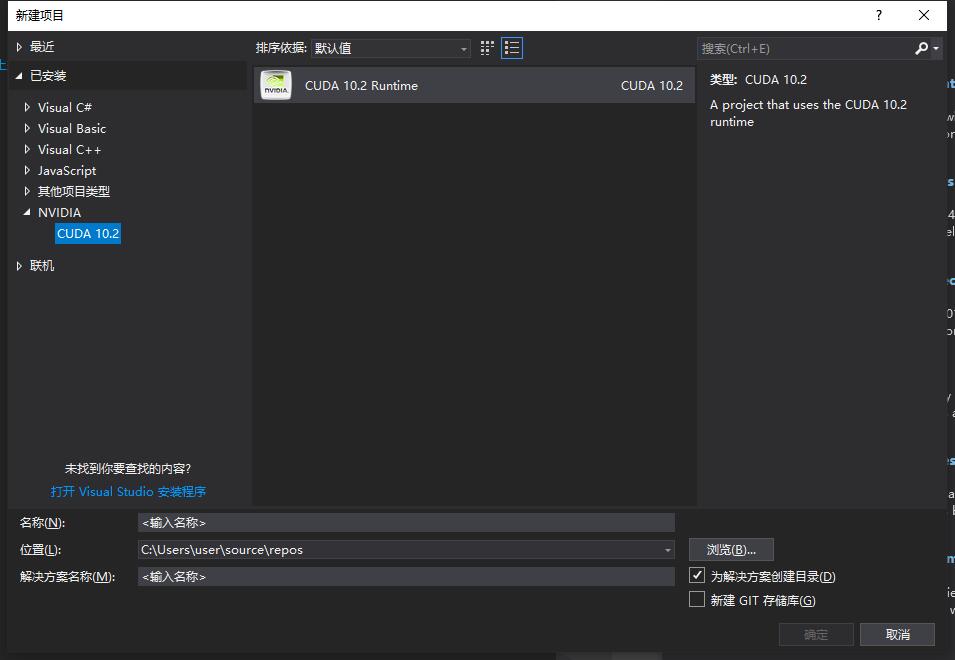 新建项目
?
最近
排序依据: 默认值
搜索(Ctrl+E)
已安装
NVIDIA.
CUDA 10.2 Runtime
CUDA 10.2
类型: CUDA 10.2
A project that uses the CUDA 10.2
runtime
Visual C#
Visual Basic
Visual C++
JavaScript
其他项目类型
NVIDIA
CUDA 10.2
联机
未找到你要查找的内容?
打开 Visual Studio 安装程序
名称(N):
<输入名称>
位置(L):
C:\Users\user\source\repos
浏览(B)...
解决方案名称(M):
<输入名称>
为解决方案创建目录(D)
新建 GIT 存储库(G)
确定
取消